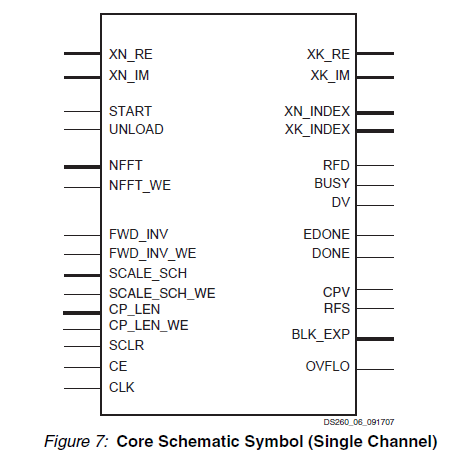 XN_RE
XN_IM
START
UNLOAD
NFFT
NFFT_WE
FWD_INV
FWD_INV_WE
SCALE_SCH
SCALE_SCH_WE
CP_LEN
CP_LEN_WE
SCLR
CE
CLK
XK_RE
XK_IM
XN_INDEX
XK_INDEX
RFD
BUSY
DV
EDONE
DONE
CPV
RFS
BLK_EXP
OVFLO
DS260_06_091707
Figure 7: Core Schematic Symbol (Single Channel)